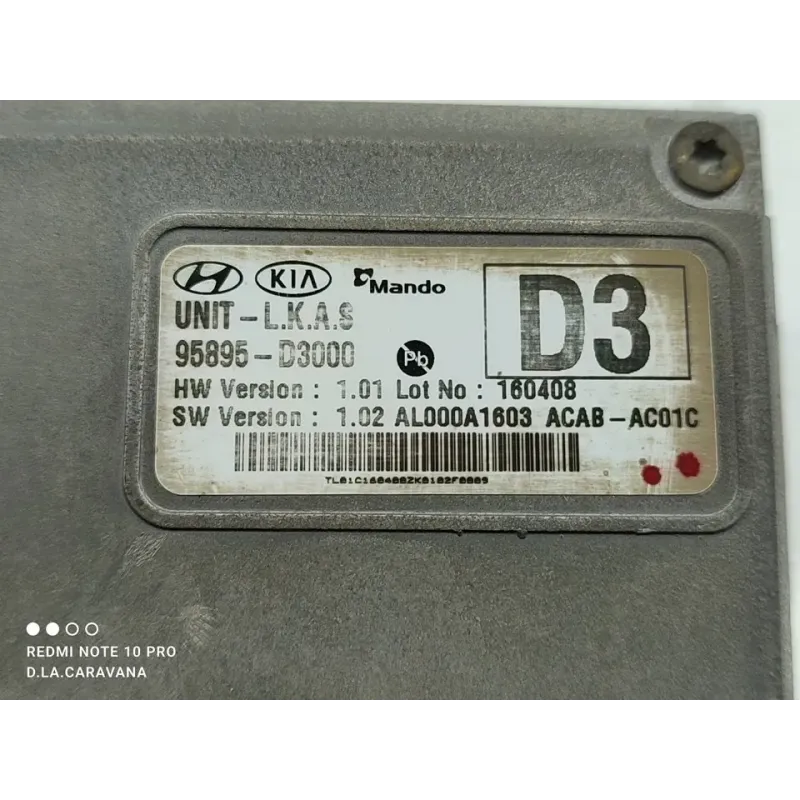 KIA Mando
D3
UNIT-L.K.A.S
95895-D3000 Pb
HW Version : 1.01 Lot No : 160408
SW Version : 1.02 AL000A1603 ACAB-AC01C
REDMI NOTE 10 PRO
D.LA.CARAVANA